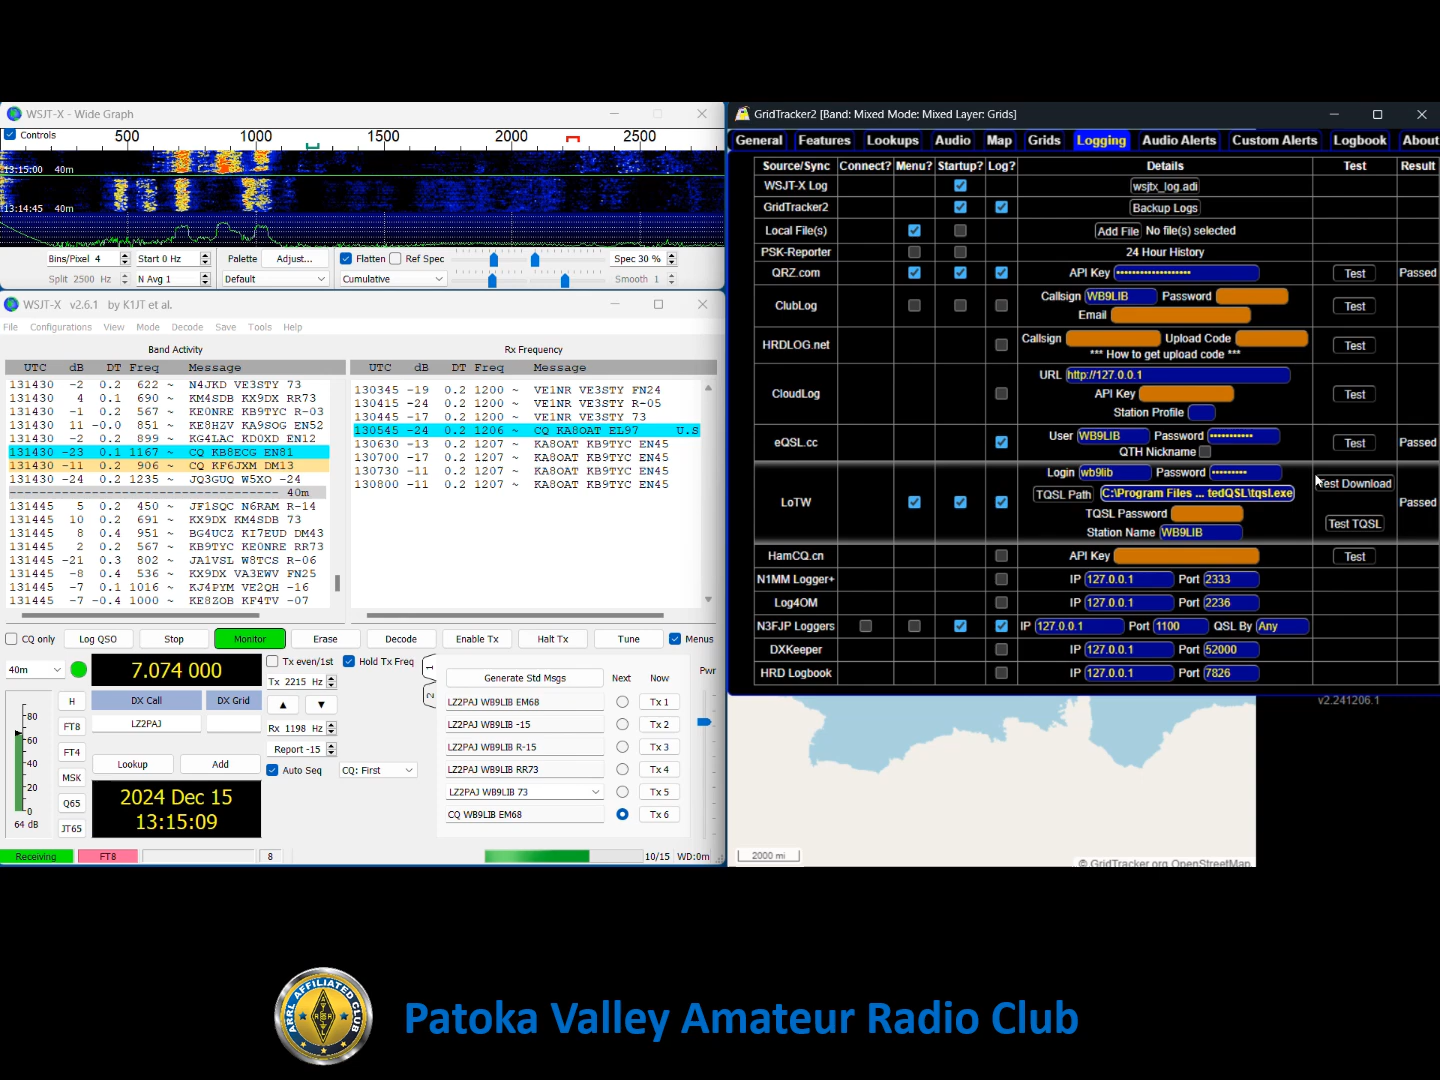 WSJT-X - Wide Graph
Controls 500 1000 1500 2000 2500
13:15:00 40m
13:14:45 40m
Bins/Pixel 4 Start 0 Hz Palette Adjust... Flatten Ref Spec Spec 30 %
Split 2500 Hz N Avg 1 Default Cumulative Smooth 1
WSJT-X v2.6.1 by K1JT et al.
File Configurations View Mode Decode Save Tools Help
Band Activity
UTC dB DT Freq Message
131430 -2 0.2 622 ~ N4JKD VE3STY 73
131430 4 0.1 690 ~ KM4SDB KX9DX RR73
131430 -1 0.2 567 ~ KE0NRE KB9TYC R-03
131430 11 -0.0 851 ~ KE8HZV KA9SOG EN52
131430 -2 0.2 899 ~ KG4LAC KD0XD EN12
131430 -23 0.1 1167 ~ CQ KB8ECG EN81
131430 -11 0.2 906 ~ CQ KF6JXM DM13
131430 -24 0.2 1235 ~ JQ3GUQ W5XO -24
40m
131445 5 0.2 450 ~ JF1SQC N6RAM R-14
131445 10 0.2 691 ~ KX9DX KM4SDB 73
131445 8 0.4 951 ~ BG4UCZ KI7EUD DM43
131445 2 0.2 567 ~ KB9TYC KE0NRE RR73
131445 -21 0.3 802 ~ JA1VSL W8TCS R-06
131445 -8 0.4 536 ~ KX9DX VA3EWV FN25
131445 -7 0.1 1016 ~ KJ4PYM VE2QH -16
131445 -7 -0.4 1000 ~ KE8ZOB KF4TV -07
Rx Frequency
UTC dB DT Freq Message
130345 -19 0.2 1200 ~ VE1NR VE3STY FN24
130415 -24 0.2 1200 ~ VE1NR VE3STY R-05
130445 -17 0.2 1200 ~ VE1NR VE3STY 73
130545 -24 0.2 1206 ~ CQ KA8OAT EL97 U.S
130630 -13 0.2 1207 ~ KA8OAT KB9TYC EN45
130700 -17 0.2 1207 ~ KA8OAT KB9TYC EN45
130730 -11 0.2 1207 ~ KA8OAT KB9TYC EN45
130800 -11 0.2 1207 ~ KA8OAT KB9TYC EN45
CQ only Log QSO Stop Monitor Erase Decode Enable Tx Halt Tx Tune Menus
40m 7.074 000
Tx even/1st Hold Tx Freq
Tx 2215 Hz
DX Call DX Grid
LZ2PAJ
Rx 1198 Hz
Report -15
Lookup Add
Auto Seq CQ: First
2024 Dec 15
13:15:09
-80
-60
-40
-20
-0
64 dB
H
FT8
FT4
MSK
Q65
JT65
1
2
Generate Std Msgs Next Now Pwr
LZ2PAJ WB9LIB EM68 Tx 1
LZ2PAJ WB9LIB -15 Tx 2
LZ2PAJ WB9LIB R-15 Tx 3
LZ2PAJ WB9LIB RR73 Tx 4
LZ2PAJ WB9LIB 73 Tx 5
CQ WB9LIB EM68 Tx 6
Receiving FT8 8 10/15 WD:0m
GridTracker2 [Band: Mixed Mode: Mixed Layer: Grids]
General Features Lookups Audio Map Grids Logging Audio Alerts Custom Alerts Logbook About
Source/Sync Connect? Menu? Startup? Log? Details Test Result
WSJT-X Log wsjtx_log.adi
GridTracker2 Backup Logs
Local File(s) Add File No file(s) selected
PSK-Reporter 24 Hour History
QRZ.com API Key Test Passed
ClubLog Callsign WB9LIB Password Test
Email
HRDLOG.net Callsign Upload Code Test
*** How to get upload code ***
URL http://127.0.0.1
CloudLog API Key Test
Station Profile
eQSL.cc User WB9LIB Password Test Passed
QTH Nickname
Login wb9lib Password
TQSL Path C:\Program Files ... tedQSL\tqsl.exe Test Download
LoTW Passed
TQSL Password
Station Name WB9LIB Test TQSL
HamCQ.cn API Key Test
N1MM Logger+ IP 127.0.0.1 Port 2333
Log4OM IP 127.0.0.1 Port 2236
N3FJP Loggers IP 127.0.0.1 Port 1100 QSL By Any
DXKeeper IP 127.0.0.1 Port 52000
HRD Logbook IP 127.0.0.1 Port 7826
v2.241206.1
2000 mi
© GridTracker.org OpenStreetMap
ARRL AFFILIATED CLUB
Patoka Valley Amateur Radio Club